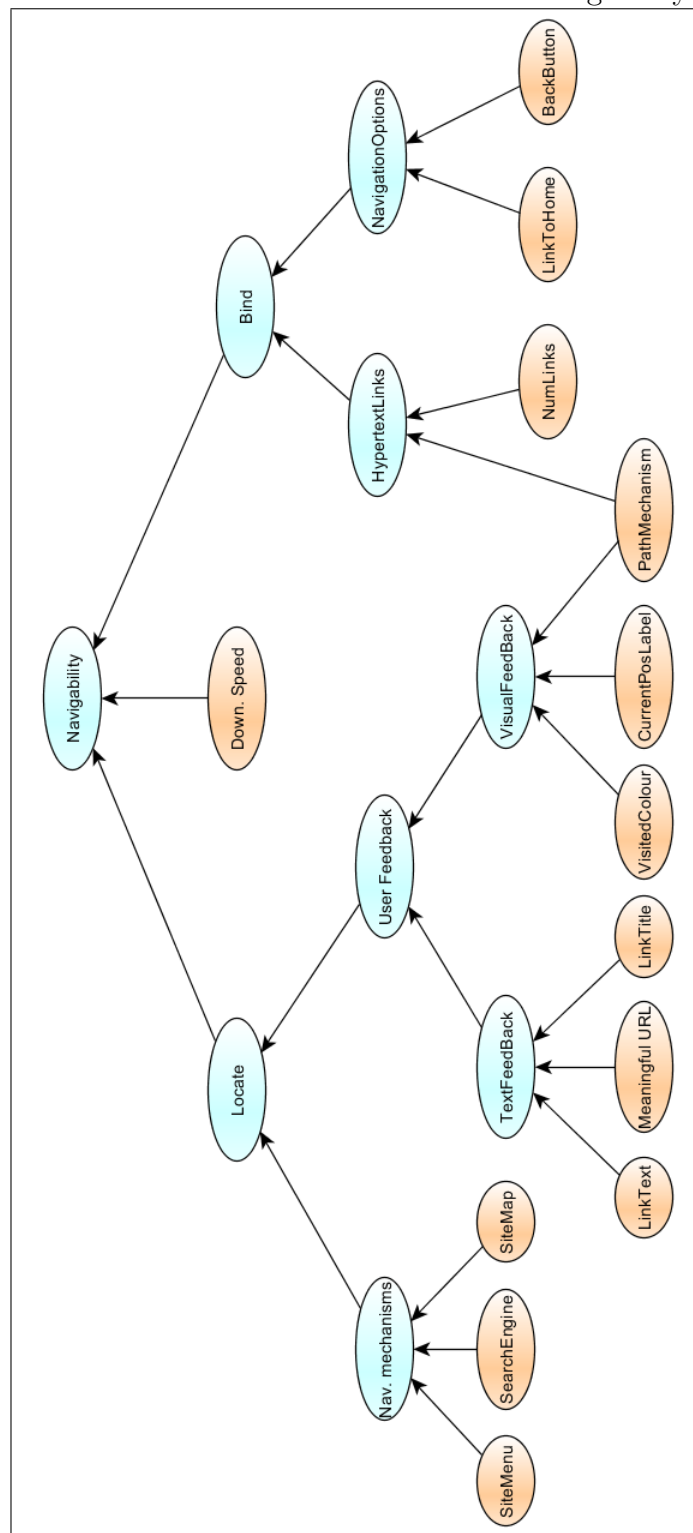 Navigability
Locate
Down. Speed
Bind
Nav. mechanisms
User Feedback
HypertextLinks
NavigationOptions
SiteMenu
SearchEngine
SiteMap
TextFeedBack
VisualFeedBack
NumLinks
LinkToHome
BackButton
LinkText
Meaningful URL
LinkTitle
VisitedColour
CurrentPosLabel
PathMechanism